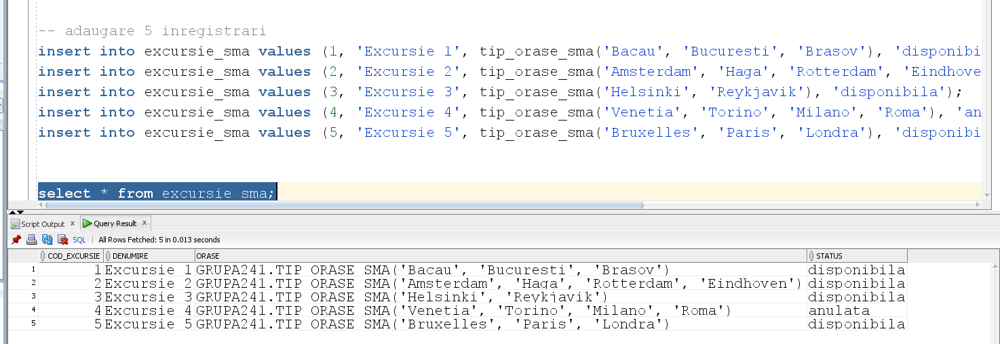 -- adaugare 5 inregistrari
insert into excursie_sma values (1, 'Excursie 1', tip_orase_sma('Bacau', 'Bucuresti', 'Brasov'), 'disponibi
insert into excursie_sma values (2, 'Excursie 2', tip_orase_sma('Amsterdam', 'Haga', 'Rotterdam', 'Eindhove
insert into excursie_sma values (3, 'Excursie 3', tip_orase_sma('Helsinki', 'Reykjavik'), 'disponibila');
insert into excursie_sma values (4, 'Excursie 4', tip_orase_sma('Venetia', 'Torino', 'Milano', 'Roma'), 'an
insert into excursie_sma values (5, 'Excursie 5', tip_orase_sma('Bruxelles', 'Paris', 'Londra'), 'disponibi
select * from excursie_sma;
Script Output x Query Result x
SQL | All Rows Fetched: 5 in 0.013 seconds
COD_EXCURSIE DENUMIRE ORASE STATUS
1 1 Excursie 1 GRUPA241.TIP_ORASE_SMA('Bacau', 'Bucuresti', 'Brasov') disponibila
2 2 Excursie 2 GRUPA241.TIP_ORASE_SMA('Amsterdam', 'Haga', 'Rotterdam', 'Eindhoven') disponibila
3 3 Excursie 3 GRUPA241.TIP_ORASE_SMA('Helsinki', 'Reykjavik') disponibila
4 4 Excursie 4 GRUPA241.TIP_ORASE_SMA('Venetia', 'Torino', 'Milano', 'Roma') anulata
5 5 Excursie 5 GRUPA241.TIP_ORASE_SMA('Bruxelles', 'Paris', 'Londra') disponibila